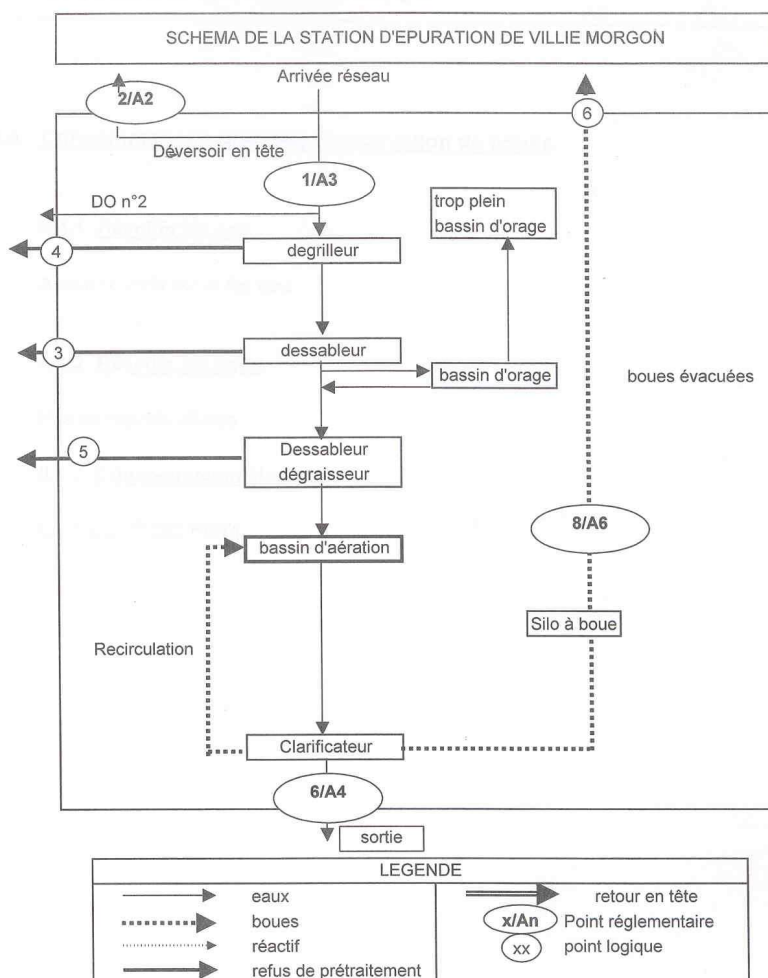 SCHEMA DE LA STATION D'EPURATION DE VILLIE MORGON
Arrivée réseau
2/A2
6
Déversoir en tête
1/A3
DO n°2
trop plein
bassin d'orage
4
degrilleur
3
dessableur
bassin d'orage
boues évacuées
5
Dessableur
dégraisseur
8/A6
bassin d'aération
Silo à boue
Recirculation
Clarificateur
6/A4
sortie
LEGENDE
eaux
retour en tête
boues
x/An Point réglementaire
réactif
xx point logique
refus de prétraitement